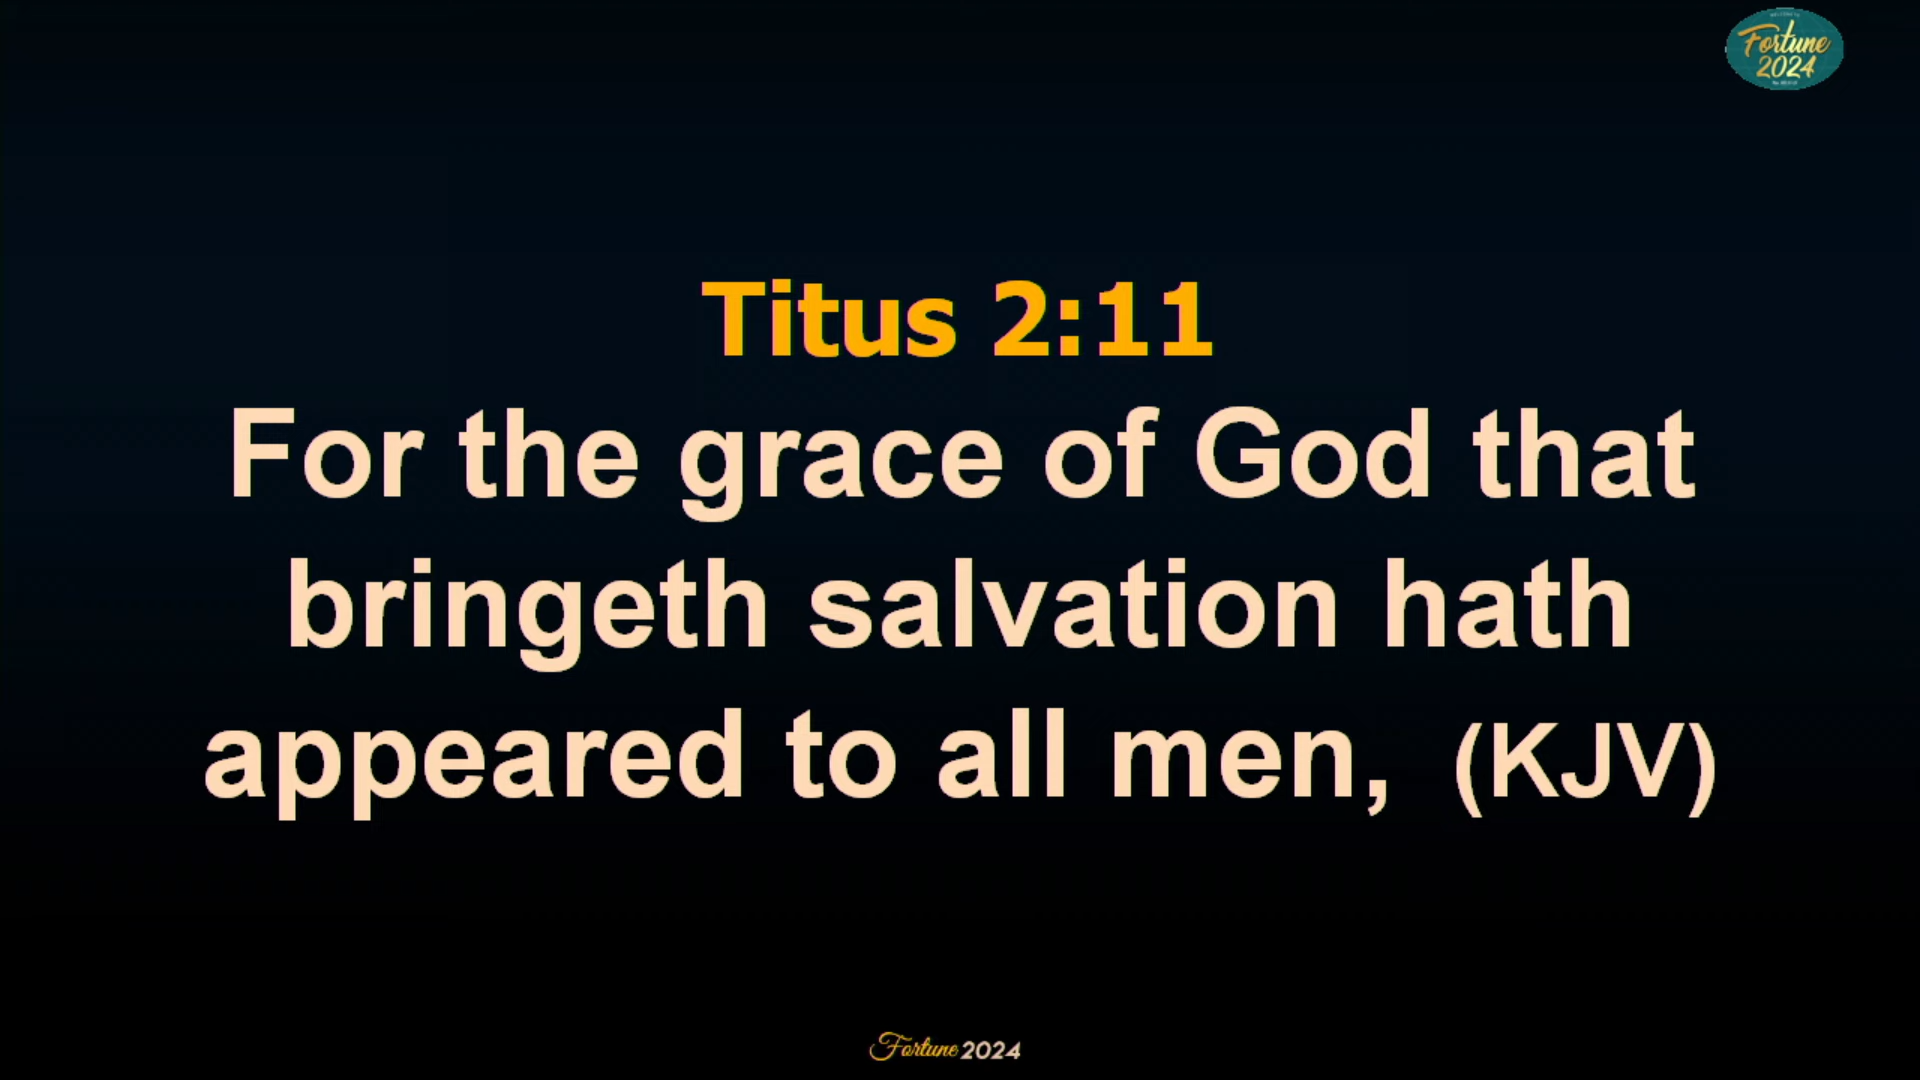 Fortune
2024
Titus 2:11
For the grace of God that
bringeth salvation hath
appeared to all men, (KJV)
Fortune 2024